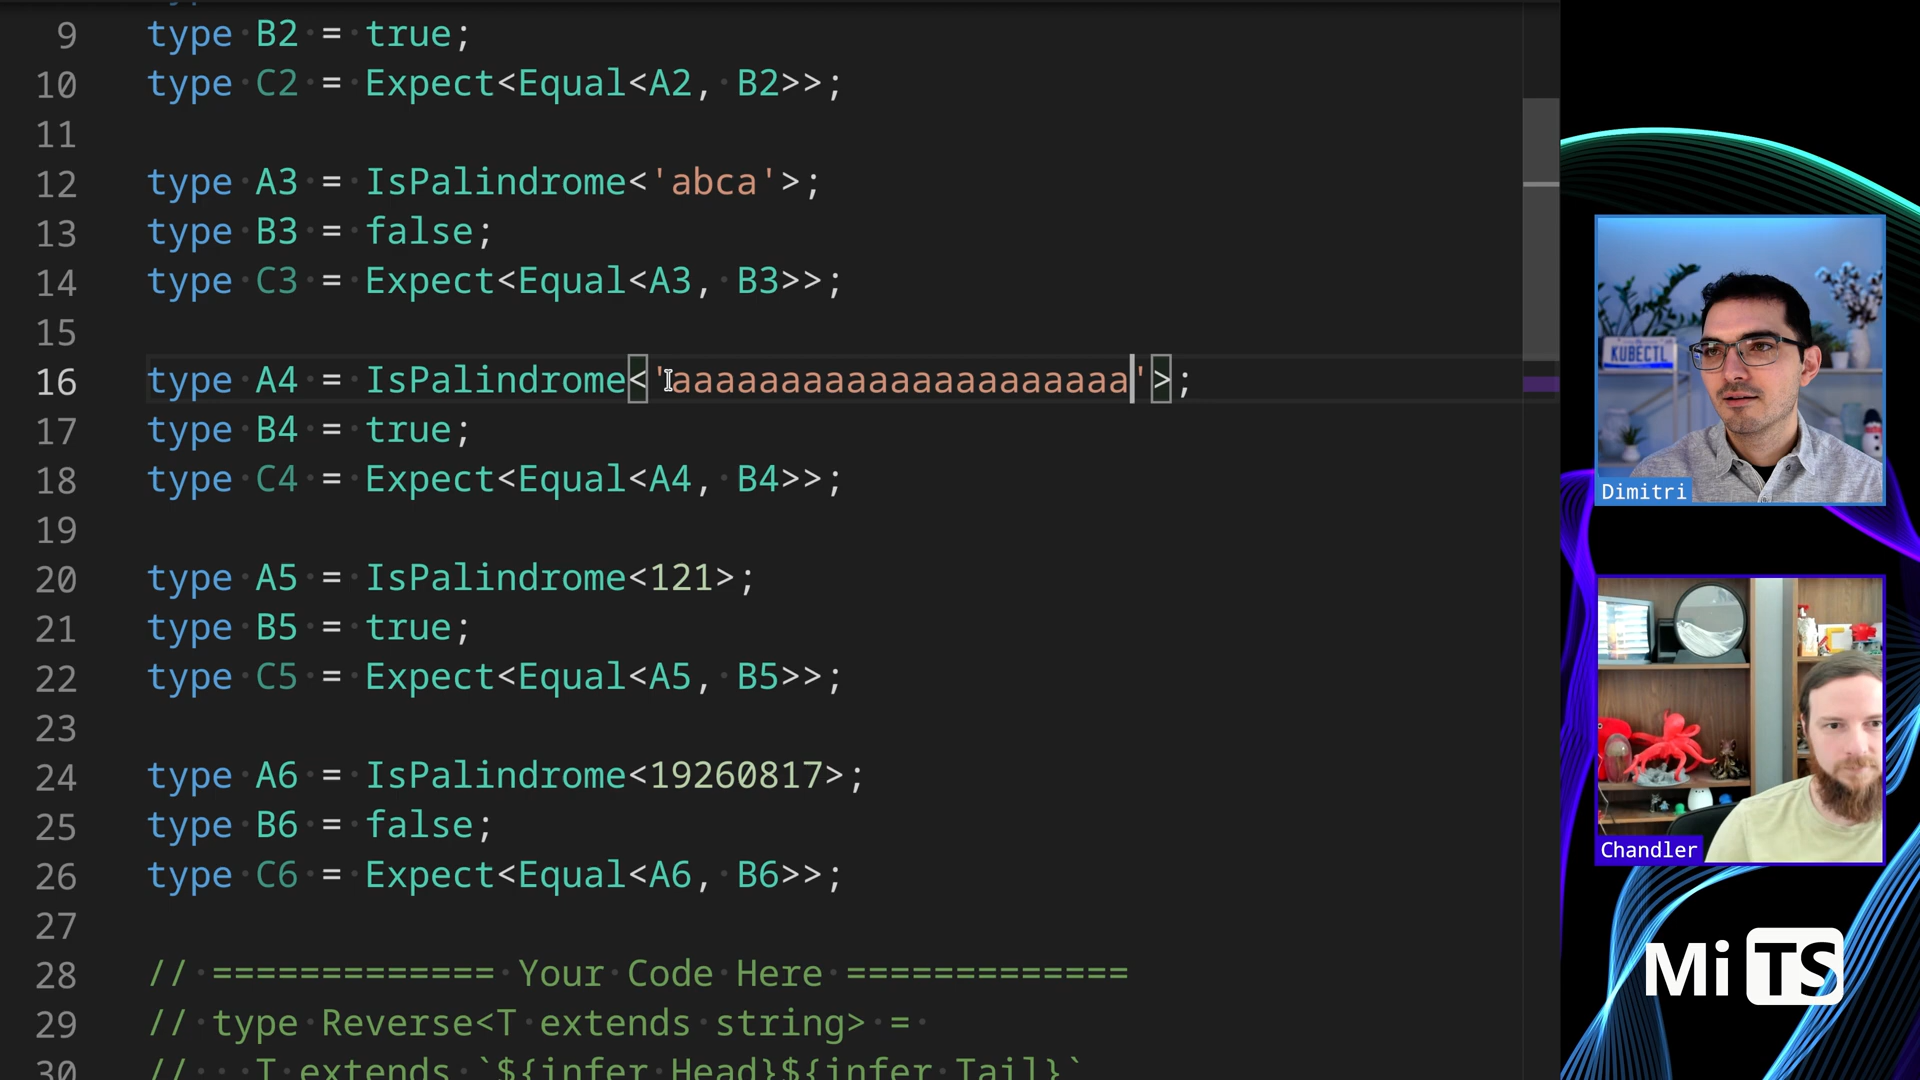 9 type B2 = true;
10 type C2 = Expect<Equal<A2, B2>>;
11
12 type A3 = IsPalindrome<'abca'>;
13 type B3 = false;
14 type C3 = Expect<Equal<A3, B3>>;
15
16 type A4 = IsPalindrome<'aaaaaaaaaaaaaaaaaaaaa'>;
17 type B4 = true;
18 type C4 = Expect<Equal<A4, B4>>;
19
20 type A5 = IsPalindrome<121>;
21 type B5 = true;
22 type C5 = Expect<Equal<A5, B5>>;
23
24 type A6 = IsPalindrome<19260817>;
25 type B6 = false;
26 type C6 = Expect<Equal<A6, B6>>;
27
28 // ============= Your Code Here =============
29 // type Reverse<T extends string> =
30 //   T extends `${infer Head}${infer Tail}`
KUBECTL
Dimitri
Chandler
MiTS